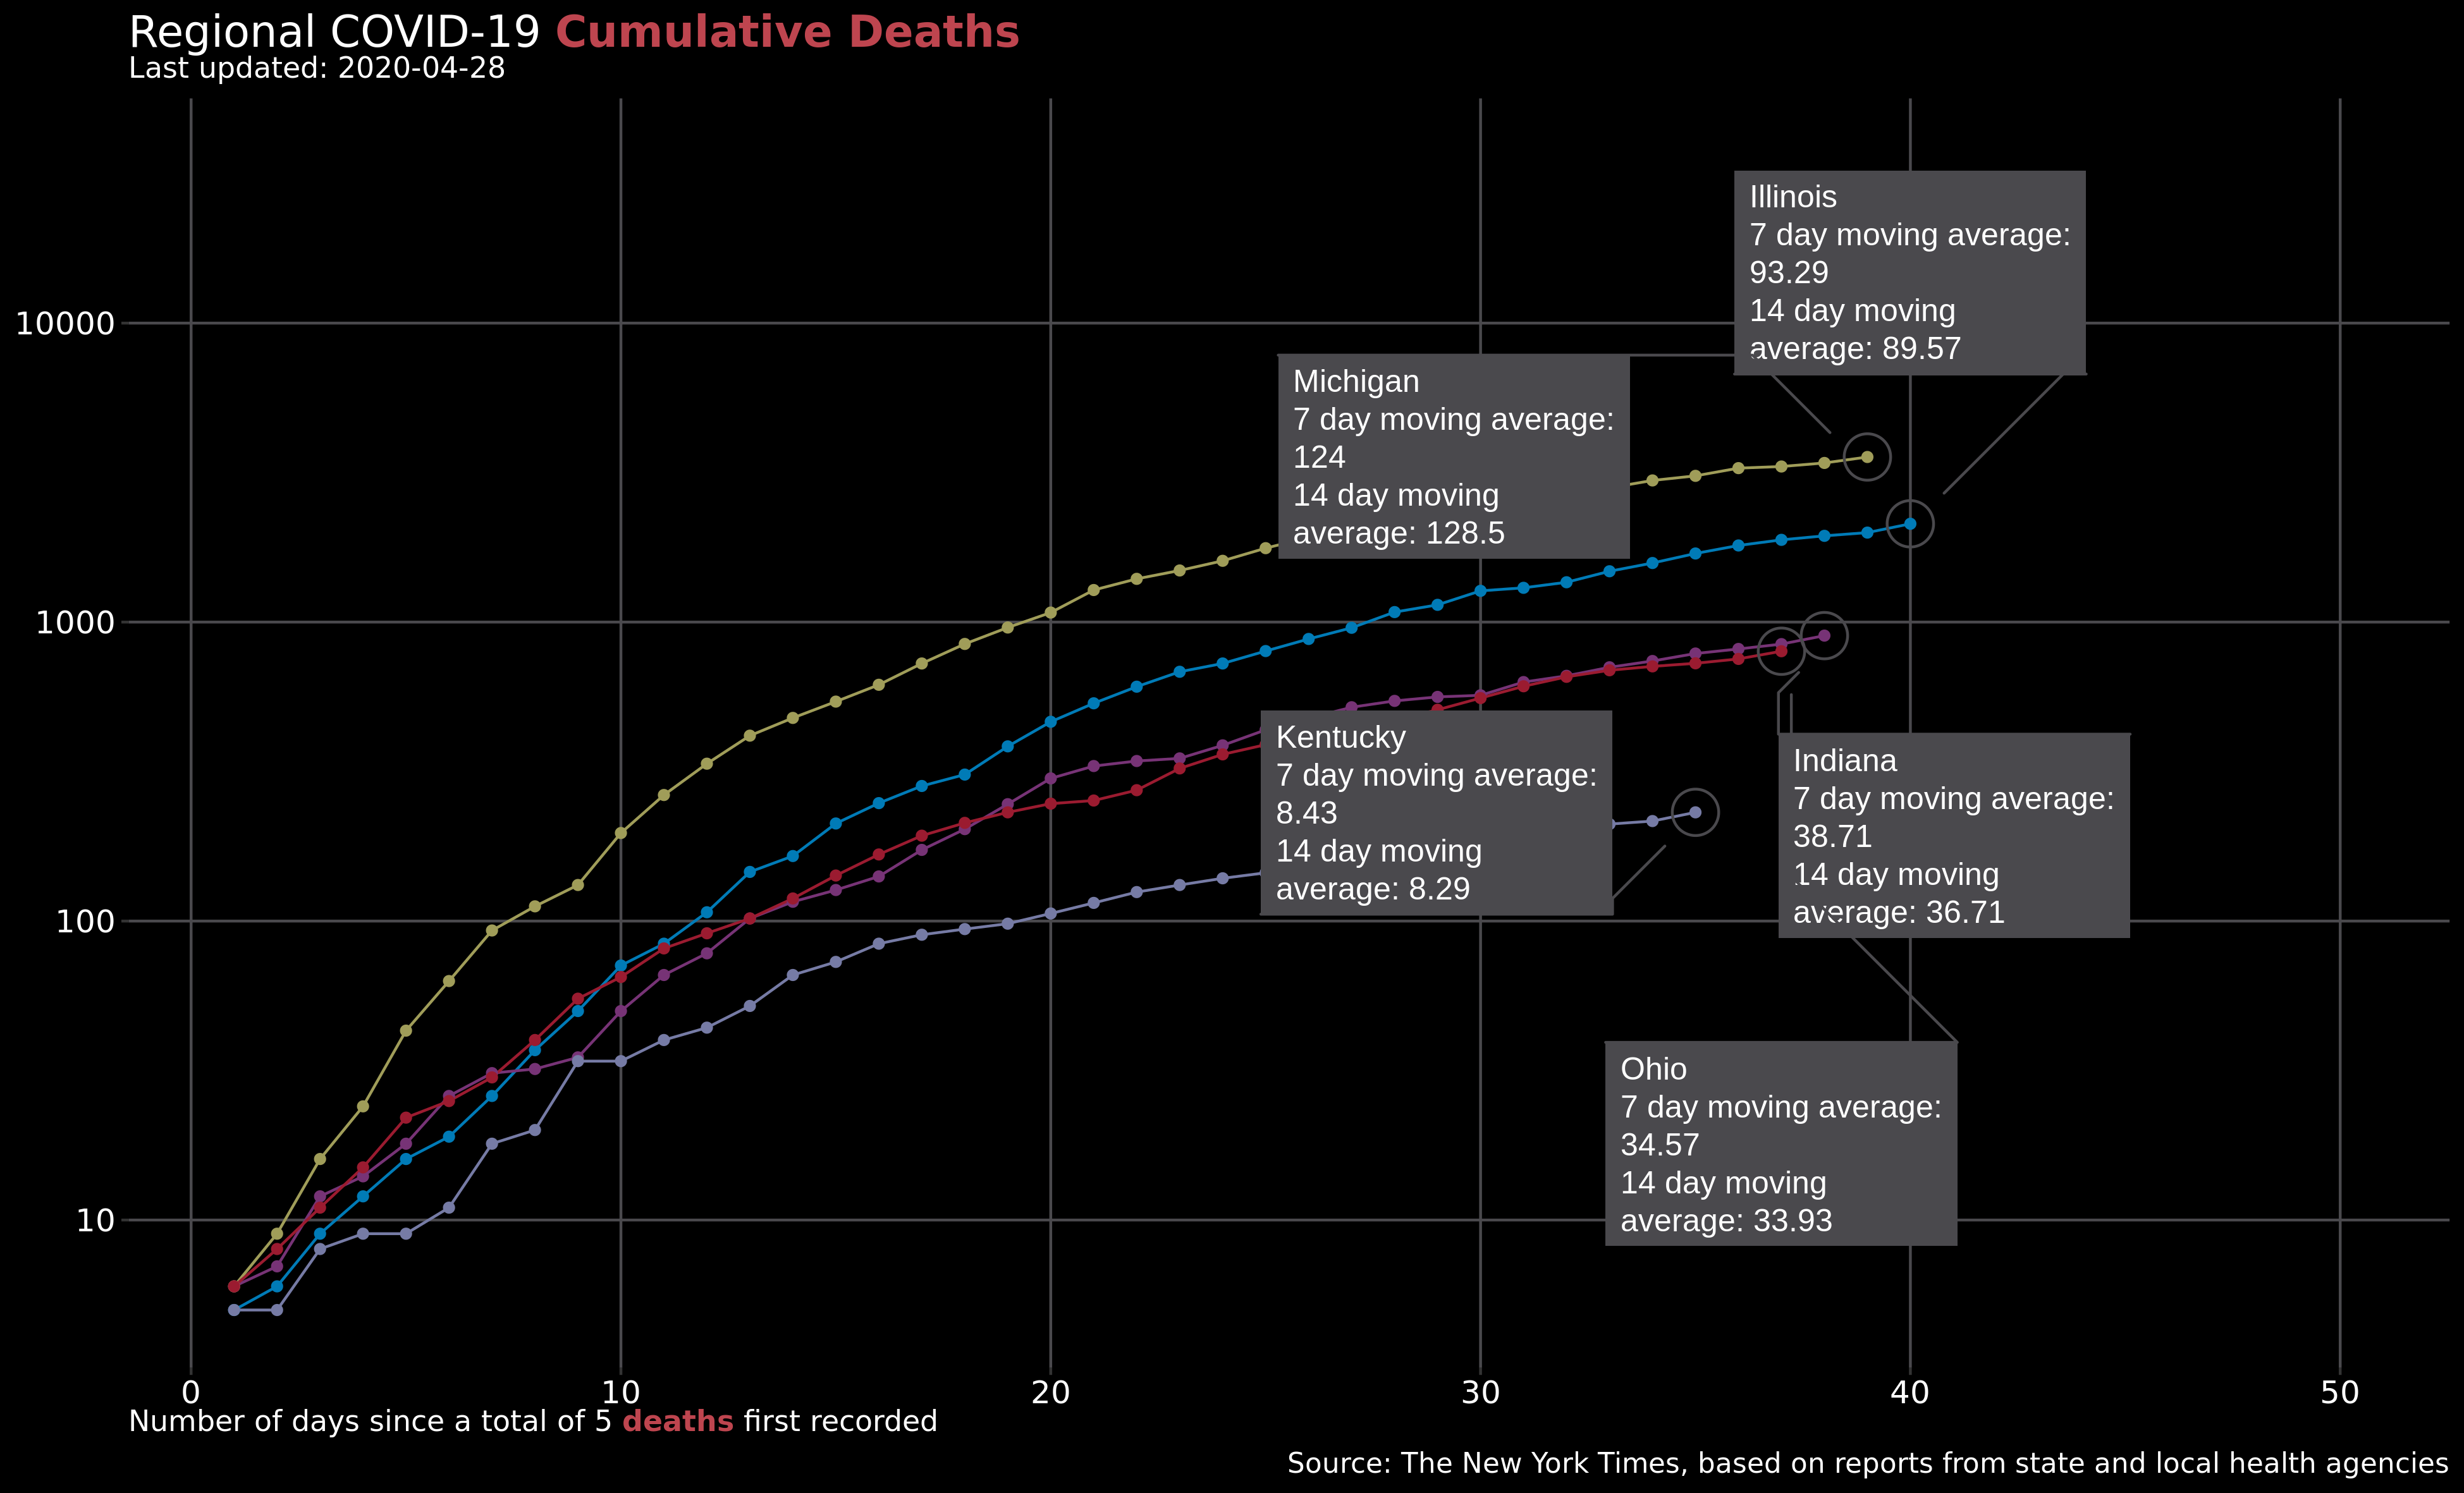 Regional COVID-19 Cumulative Deaths
Last updated: 2020-04-28
10000
1000
100
10
Illinois
7 day moving average:
93.29
14 day moving
average: 89.57
Michigan
7 day moving average:
124
14 day moving
average: 128.5
Kentucky
7 day moving average:
8.43
14 day moving
average: 8.29
Indiana
7 day moving average:
38.71
14 day moving
average: 36.71
Ohio
7 day moving average:
34.57
14 day moving
average: 33.93
0 10 20 30 40 50
Number of days since a total of 5 deaths first recorded
Source: The New York Times, based on reports from state and local health agencies